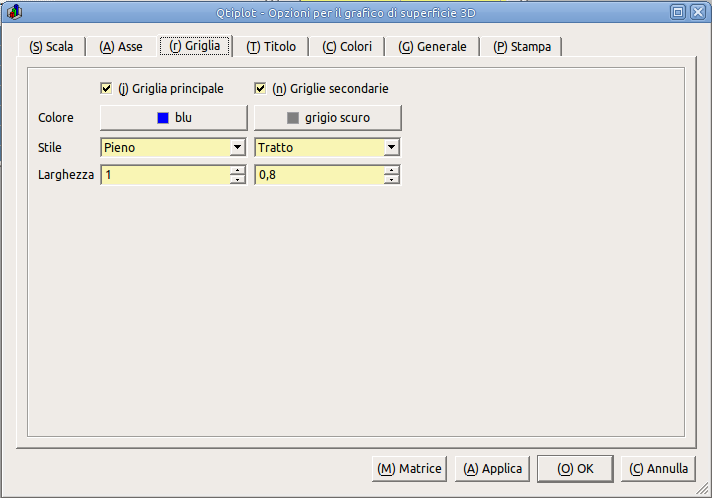 Qtiplot - Opzioni per il grafico di superficie 3D
(S) Scala (A) Asse (r) Griglia (T) Titolo (C) Colori (G) Generale (P) Stampa
(j) Griglia principale (n) Griglie secondarie
Colore blu grigio scuro
Stile Pieno Tratto
Larghezza 1 0,8
(M) Matrice (A) Applica (O) OK (C) Annulla